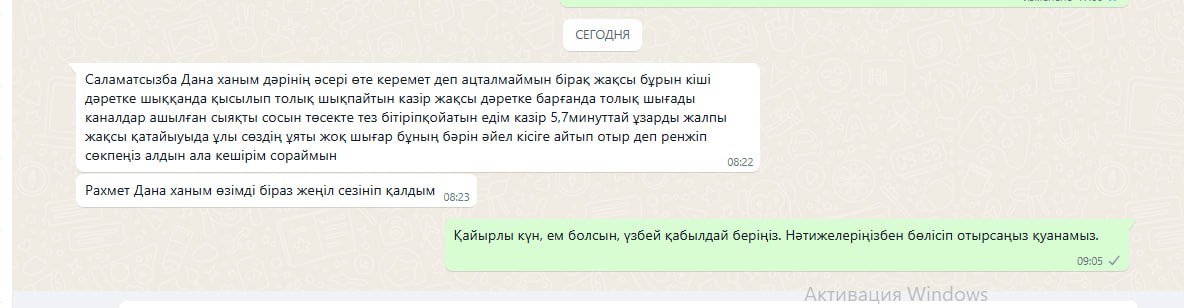 СЕГОДНЯ
Саламатсызба Дана ханым дәрінің әсері өте керемет деп ацталмаймын бірақ жақсы бұрын кіші
дәретке шыққанда қысылып толық шықпайтын казір жақсы дәретке барғанда толық шығады
каналдар ашылған сыяқты сосын төсекте тез бітіріпқойатын едім казір 5,7минуттай ұзарды жалпы
жақсы қатайыуыда ұлы сөздің ұяты жоқ шығар бұның бәрін әйел кісіге айтып отыр деп ренжіп
сөкпеңіз алдын ала кешірім сораймын
08:22
Рахмет Дана ханым өзімді біраз жеңіл сезініп қалдым
08:23
Қайырлы күн, ем болсын, үзбей қабылдай беріңіз. Нәтижелеріңізбен бөлісіп отырсаңыз қуанамыз.
09:05
Активация Windows